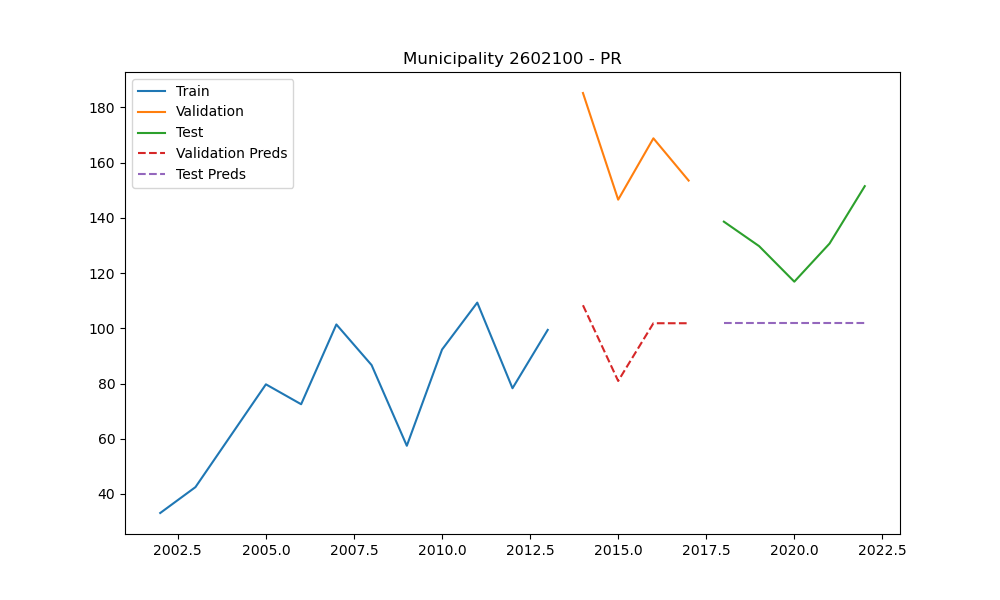 Municipality 2602100 - PR
Train
Validation
Test
Validation Preds
Test Preds
180
160
140
120
100
80
60
40
2002.5 2005.0 2007.5 2010.0 2012.5 2015.0 2017.5 2020.0 2022.5